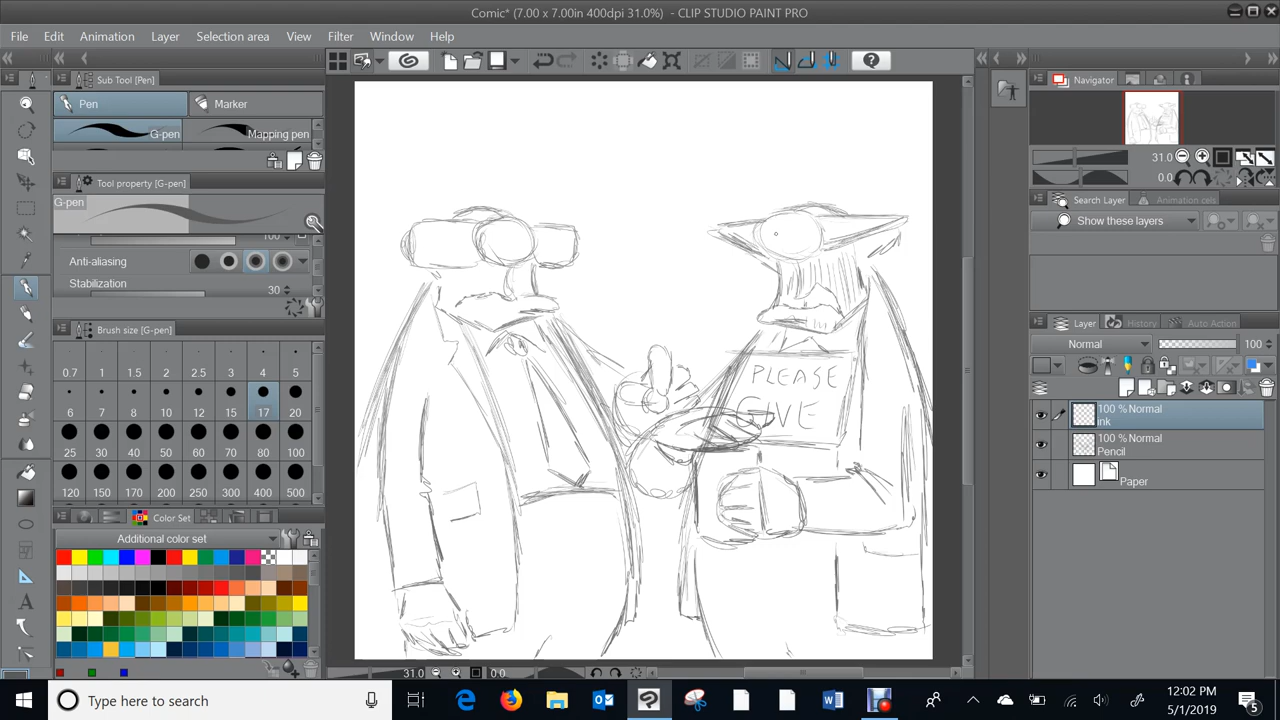 Comic* (7.00 x 7.00in 400dpi 31.0%) - CLIP STUDIO PAINT PRO
File Edit Animation Layer Selection area View Filter Window Help
Sub Tool [Pen]
Pen Marker
G-pen Mapping pen
Tool property [G-pen]
G-pen
100
Anti-aliasing
Stabilization 30
Brush size [G-pen]
0.7 1 1.5 2 2.5 3 4 5
6 7 8 10 12 15 17 20
25 30 40 50 60 70 80 100
120 150 170 200 250 300 400 500
Color Set
Additional color set
PLEASE
GIVE
31.0 0.0
Navigator
31.0
0.0
Search Layer Animation cels
Show these layers
Layer History Auto Action
Normal 100
100 % Normal
ink
100 % Normal
Pencil
Paper
A
Type here to search
12:02 PM
5/1/2019
5